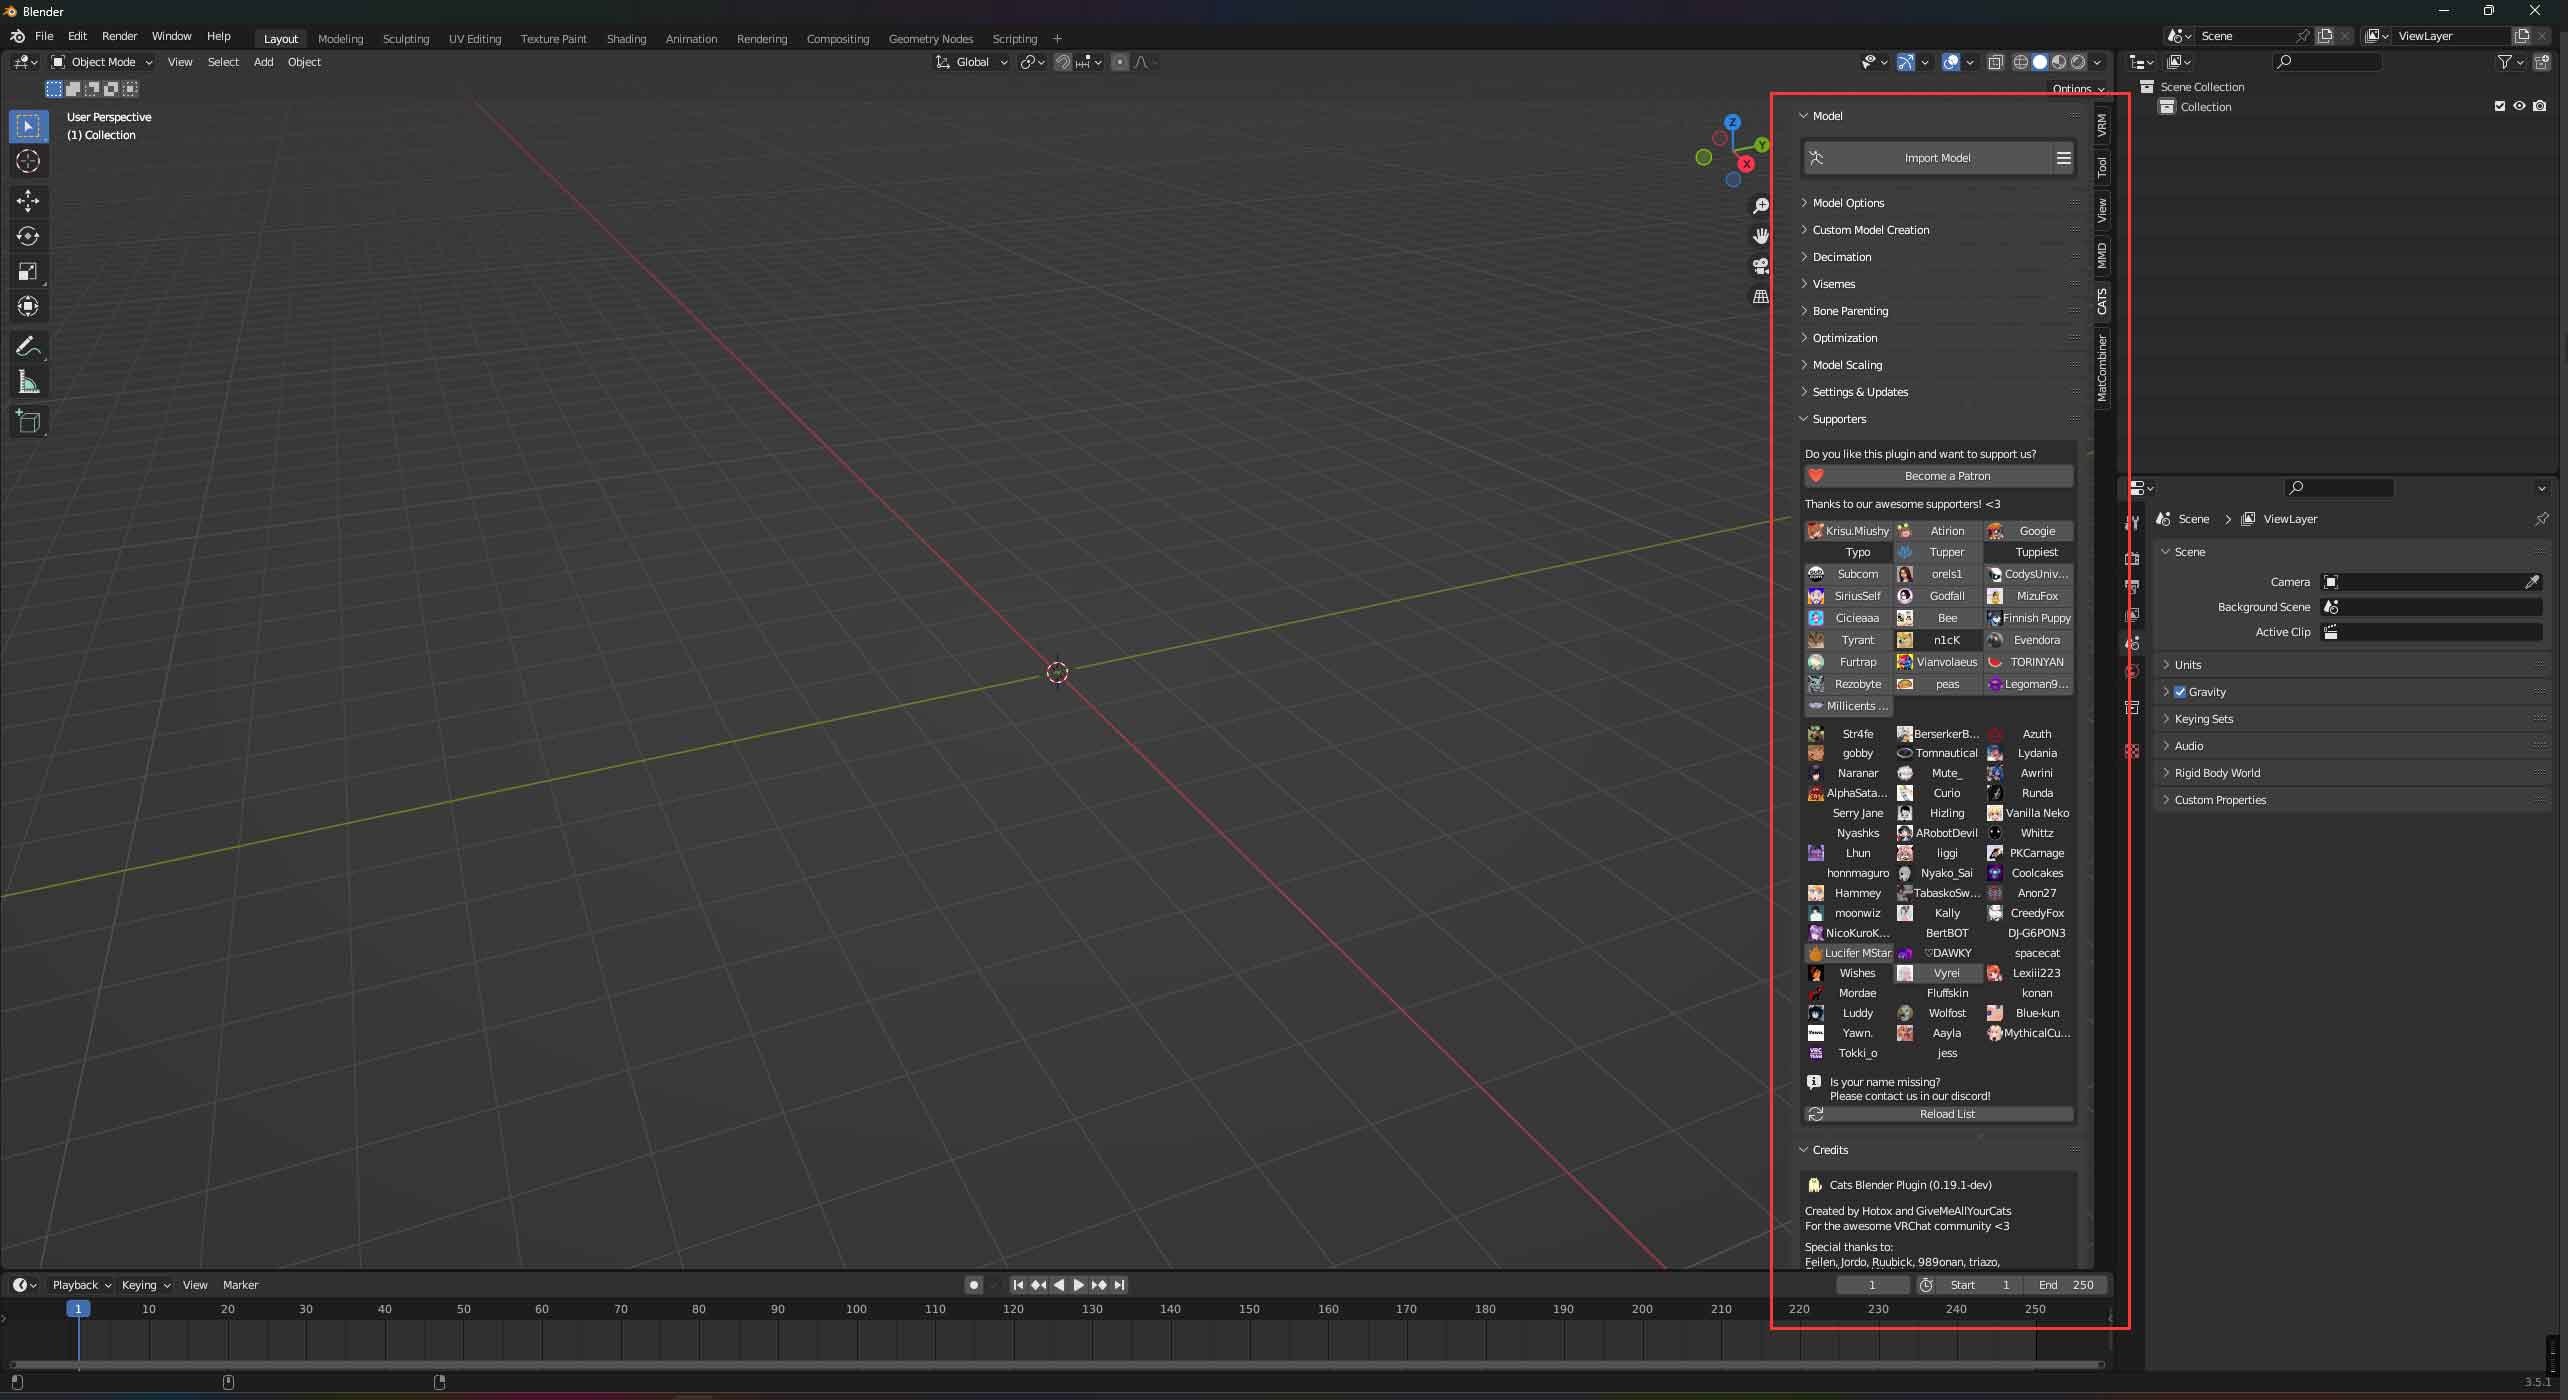 Blender
File Edit Render Window Help Layout Modeling Sculpting UV Editing Texture Paint Shading Animation Rendering Compositing Geometry Nodes Scripting + Scene ViewLayer
Object Mode View Select Add Object Global
Options
User Perspective
(1) Collection
Z
Y
X
Model
Import Model
Model Options
Custom Model Creation
Decimation
Visemes
Bone Parenting
Optimization
Model Scaling
Settings & Updates
Supporters
Do you like this plugin and want to support us?
Become a Patron
Thanks to our awesome supporters! <3
Krisu.Miushy Atirion Googie
Typo Tupper Tuppiest
Subcom orels1 CodysUniv...
SiriusSelf Godfall MizuFox
Cicieaaa Bee Finnish Puppy
Tyrant n1cK Evendora
Furtrap Vianvolaeus TORINYAN
Rezobyte peas Legoman9...
Millicents ...
Str4fe BerserkerB... Azuth
gobby Tomnautical Lydania
Naranar Mute_ Awrini
AlphaSata... Curio Runda
Serry Jane Hizling Vanilla Neko
Nyashks ARobotDevil Whittz
Lhun liggi PKCarnage
honnmaguro Nyako_Sai Coolcakes
Hammey TabaskoSw... Anon27
moonwiz Kally CreedyFox
NicoKuroK... BertBOT DJ-G6PON3
Lucifer MStar ♡DAWKY spacecat
Wishes Vyrei Lexiii223
Mordae Fluffskin konan
Luddy Wolfost Blue-kun
Yawn. Aayla MythicalCu...
Tokki_o jess
Is your name missing?
Please contact us in our discord!
Reload List
Credits
Cats Blender Plugin (0.19.1-dev)
Created by Hotox and GiveMeAllYourCats
For the awesome VRChat community <3
Special thanks to:
Feilen, Jordo, Ruubick, 989onan, triazo,
VRM
Tool
View
MMD
CATS
MatCombiner
Scene Collection
Collection
Scene > ViewLayer
Scene
Camera
Background Scene
Active Clip
Units
Gravity
Keying Sets
Audio
Rigid Body World
Custom Properties
Playback Keying View Marker 1 Start 1 End 250
1 10 20 30 40 50 60 70 80 90 100 110 120 130 140 150 160 170 180 190 200 210 220 230 240 250
3.5.1